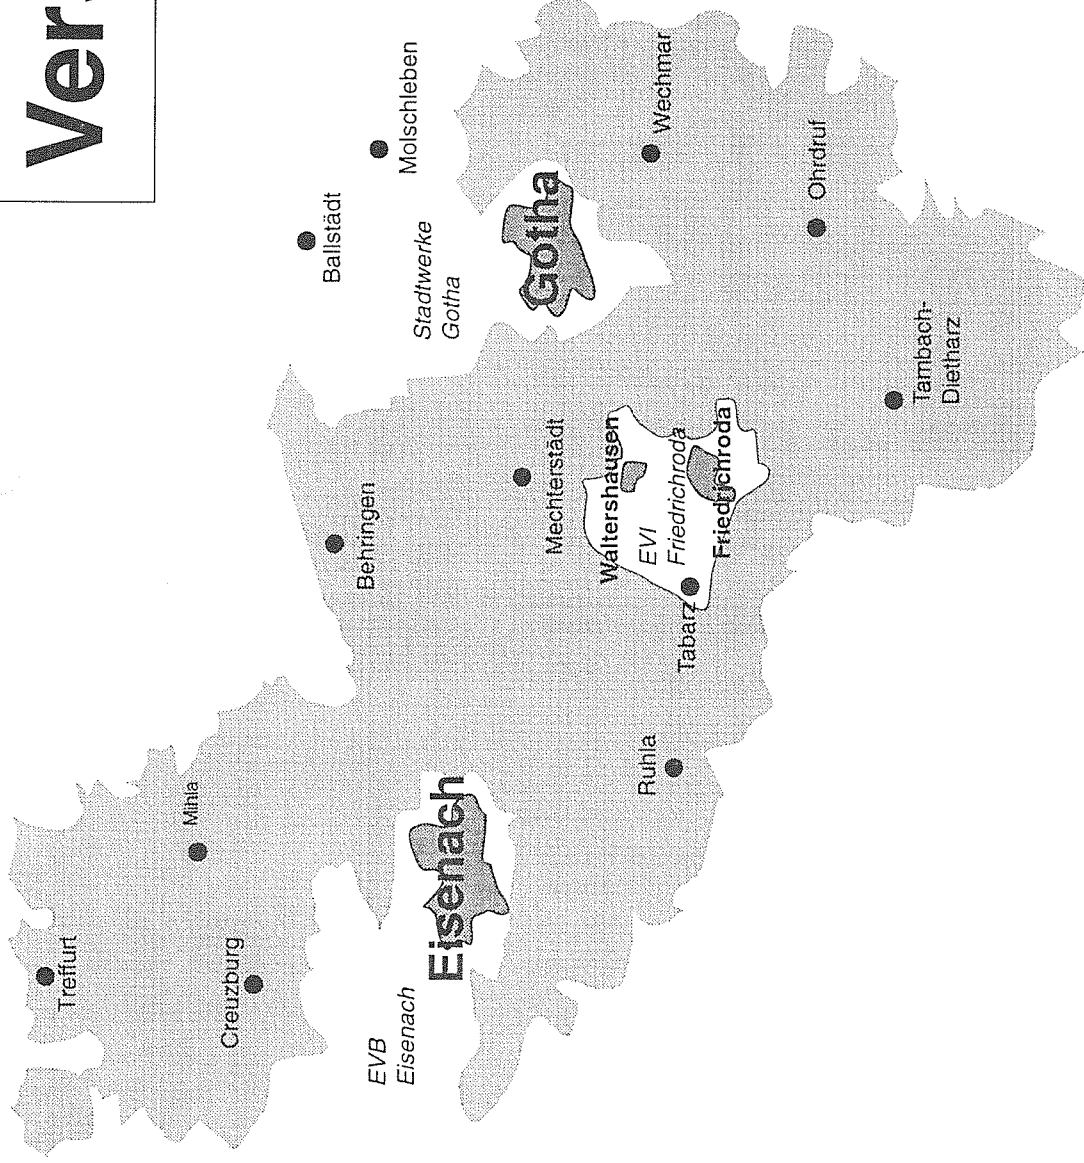 Ver
Treffurt
Mihla
Creuzburg
Ballstädt
Behringen
EVB
Eisenach
Molschleben
Stadtwerke
Gotha
Eisenach
Gotha
Mechterstädt
Waltershausen
Ruhla
EVI
Friedrichroda
Wechmar
Tabarz
Friedrichroda
Ohrdruf
Tambach-
Dietharz